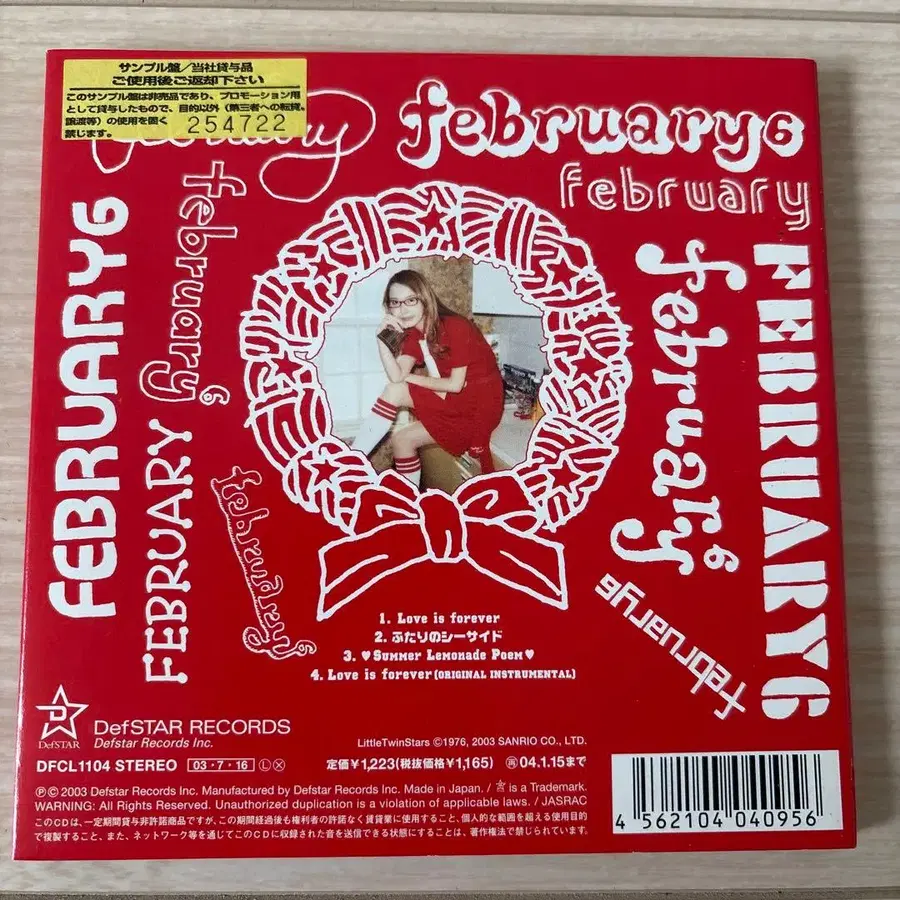 サンプル盤/当社貸与品
ご使用後ご返却下さい
このサンプル盤は非売品であり、プロモーション用
として貸与したもので、目的以外(第三者への転貸、
譲渡等)の使用を固く
禁じます。
254722
february6
february
FEBRUARY6
february6
FEBRUARY
february6
february6
FEBRUARY6
february6
1. Love is forever
2. ふたりのシーサイド
3. ♥Summer Lemonade Poem♥
4. Love is forever(ORIGINAL INSTRUMENTAL)
D
DefSTAR
DefSTAR RECORDS
Defstar Records Inc.
LittleTwinStars ©1976, 2003 SANRIO CO., LTD.
DFCL1104 STEREO 03・7・16 Ⓛ Ⓧ
定価¥1,223(税抜価格¥1,165) 再 04.1.15まで
Ⓟ© 2003 Defstar Records Inc. Manufactured by Defstar Records Inc. Made in Japan. / is a Trademark.
WARNING: All Rights Reserved. Unauthorized duplication is a violation of applicable laws. / JASRAC
このCDは、一定期間貸与非許諾商品ですが、この期間経過後も権利者の許諾なく賃貸業に使用すること、個人的な範囲を超える使用目的
で複製すること、また、ネットワーク等を通じてこのCDに収録された音を送信できる状態にすることは、著作権法で禁じられています。
4 562104 040956